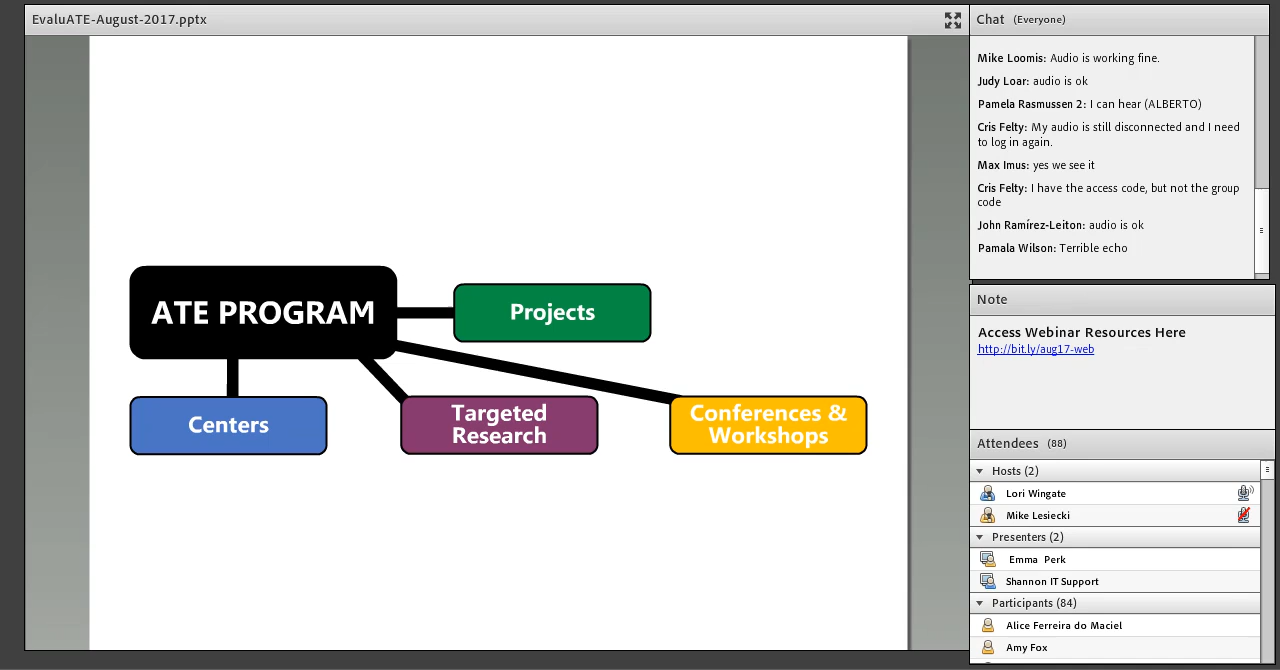 EvaluATE-August-2017.pptx
ATE PROGRAM
Projects
Centers
Targeted
Research
Conferences &
Workshops
Chat (Everyone)
Mike Loomis: Audio is working fine.
Judy Loar: audio is ok
Pamela Rasmussen 2: I can hear (ALBERTO)
Cris Felty: My audio is still disconnected and I need
to log in again.
Max Imus: yes we see it
Cris Felty: I have the access code, but not the group
code
John Ramírez-Leiton: audio is ok
Pamala Wilson: Terrible echo
Note
Access Webinar Resources Here
http://bit.ly/aug17-web
Attendees (88)
Hosts (2)
Lori Wingate
Mike Lesiecki
Presenters (2)
Emma Perk
Shannon IT Support
Participants (84)
Alice Ferreira do Maciel
Amy Fox